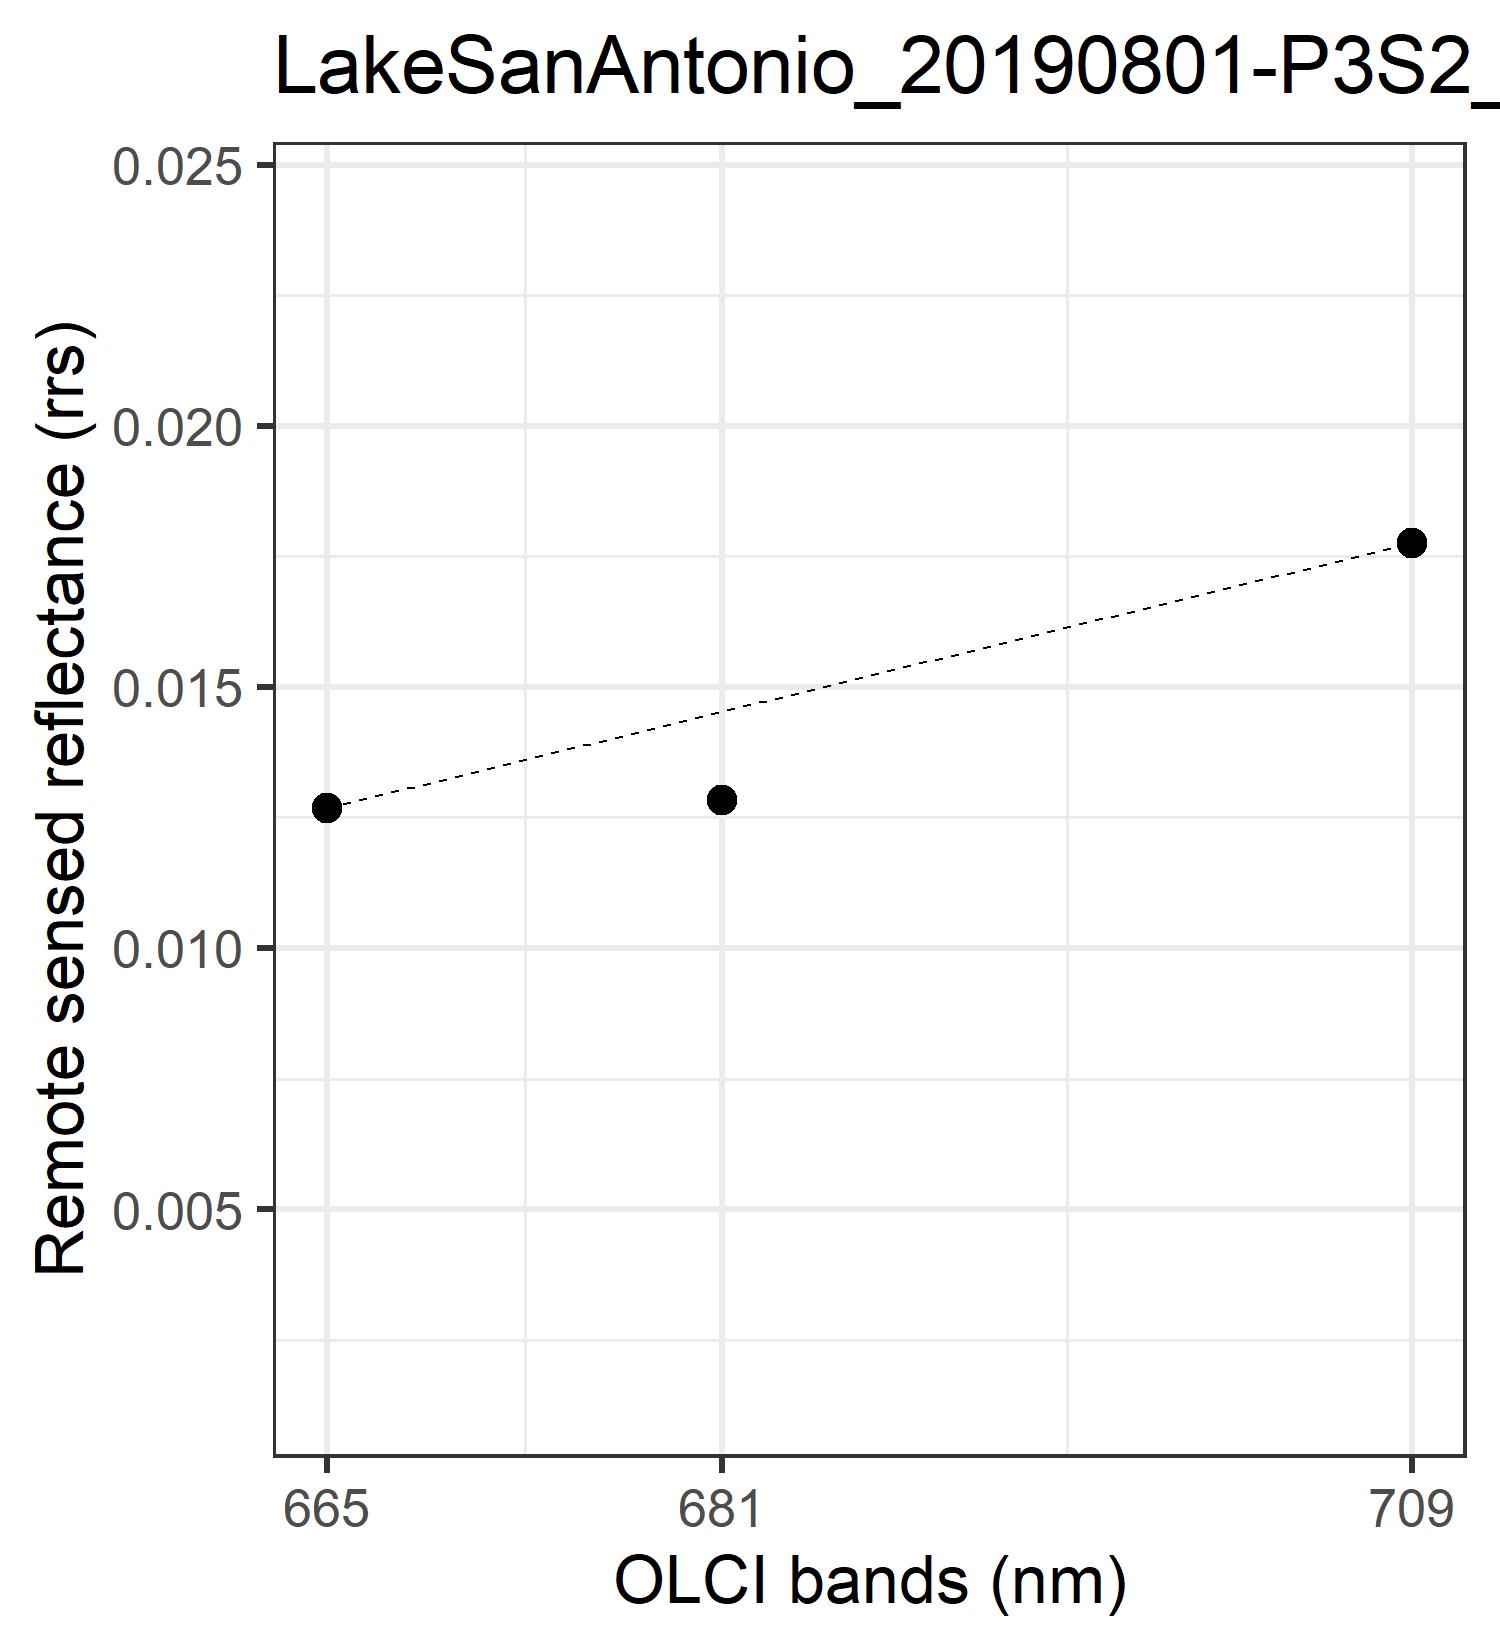 LakeSanAntonio_20190801-P3S2_
0.025
0.020
0.015
0.010
0.005
Remote sensed reflectance (rrs)
665 681 709
OLCI bands (nm)